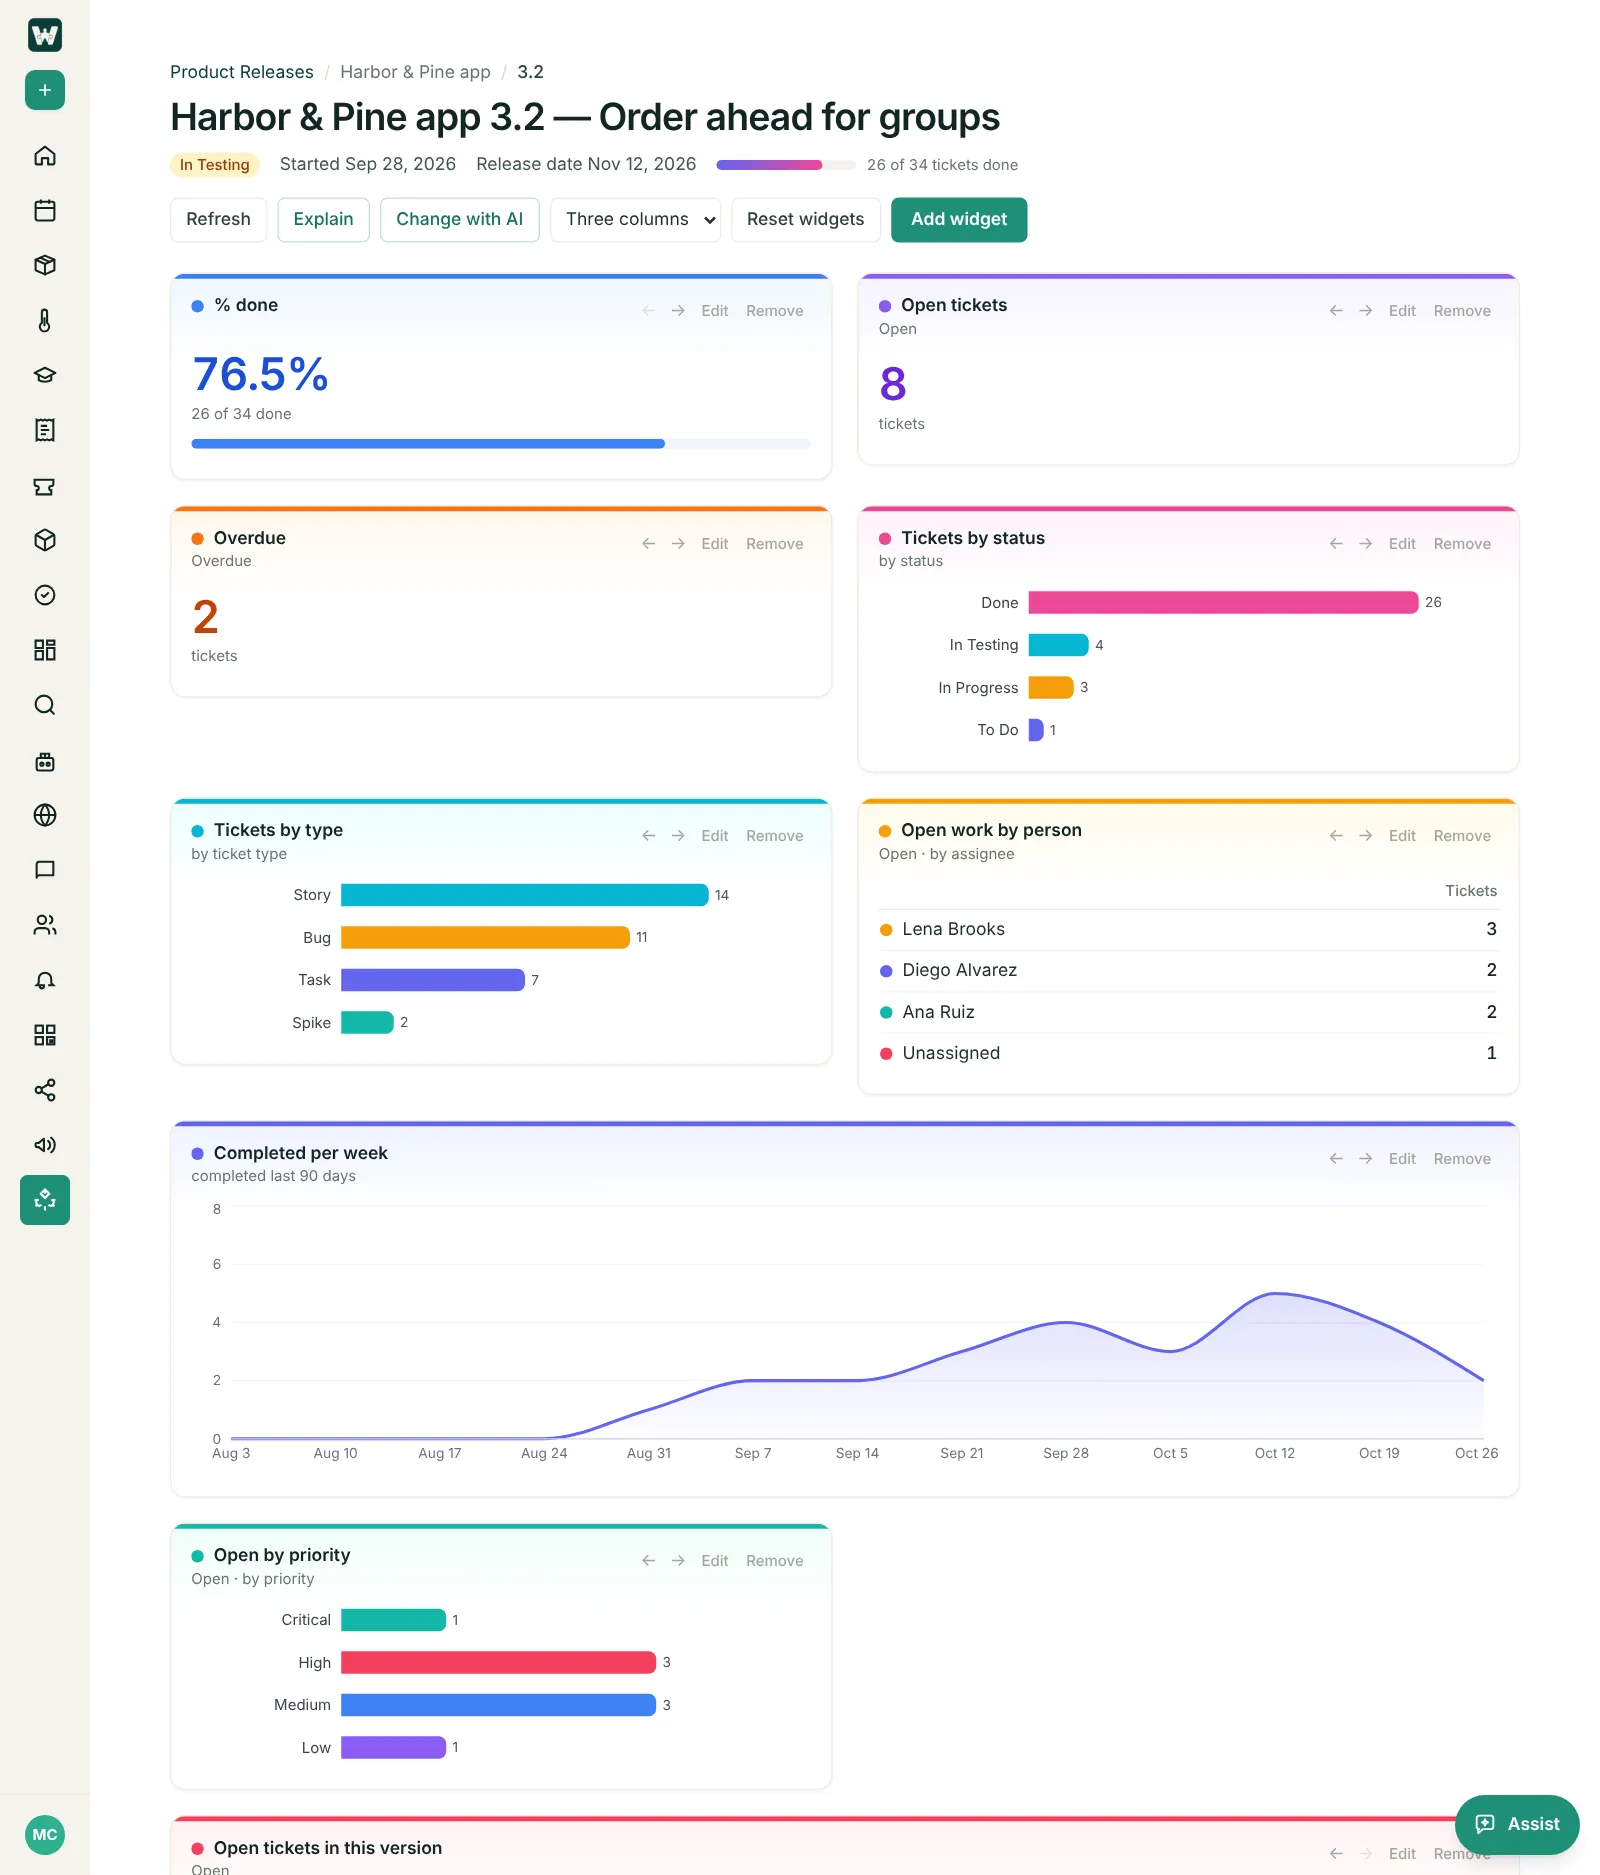 W
+
Product Releases / Harbor & Pine app / 3.2
Harbor & Pine app 3.2 — Order ahead for groups
In Testing Started Sep 28, 2026 Release date Nov 12, 2026 26 of 34 tickets done
Refresh Explain Change with AI Three columns Reset widgets Add widget
% done ← → Edit Remove
76.5%
26 of 34 done
Open tickets ← → Edit Remove
Open
8
tickets
Overdue ← → Edit Remove
Overdue
2
tickets
Tickets by status ← → Edit Remove
by status
Done 26
In Testing 4
In Progress 3
To Do 1
Tickets by type ← → Edit Remove
by ticket type
Story 14
Bug 11
Task 7
Spike 2
Open work by person ← → Edit Remove
Open · by assignee
Tickets
Lena Brooks 3
Diego Alvarez 2
Ana Ruiz 2
Unassigned 1
Completed per week ← → Edit Remove
completed last 90 days
8
6
4
2
0
Aug 3 Aug 10 Aug 17 Aug 24 Aug 31 Sep 7 Sep 14 Sep 21 Sep 28 Oct 5 Oct 12 Oct 19 Oct 26
Open by priority ← → Edit Remove
Open · by priority
Critical 1
High 3
Medium 3
Low 1
Open tickets in this version ← → Edit Remove
Open
Assist
MC